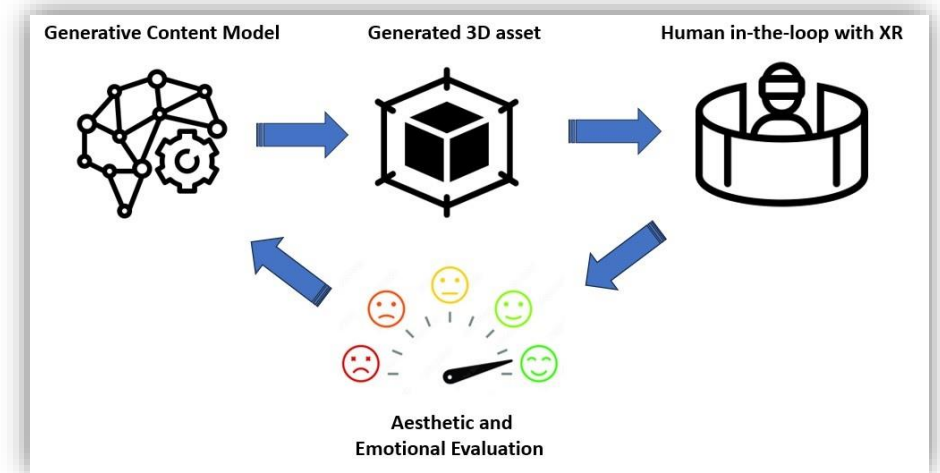 Generative Content Model
Generated 3D asset
Human in-the-loop with XR
Aesthetic and
Emotional Evaluation